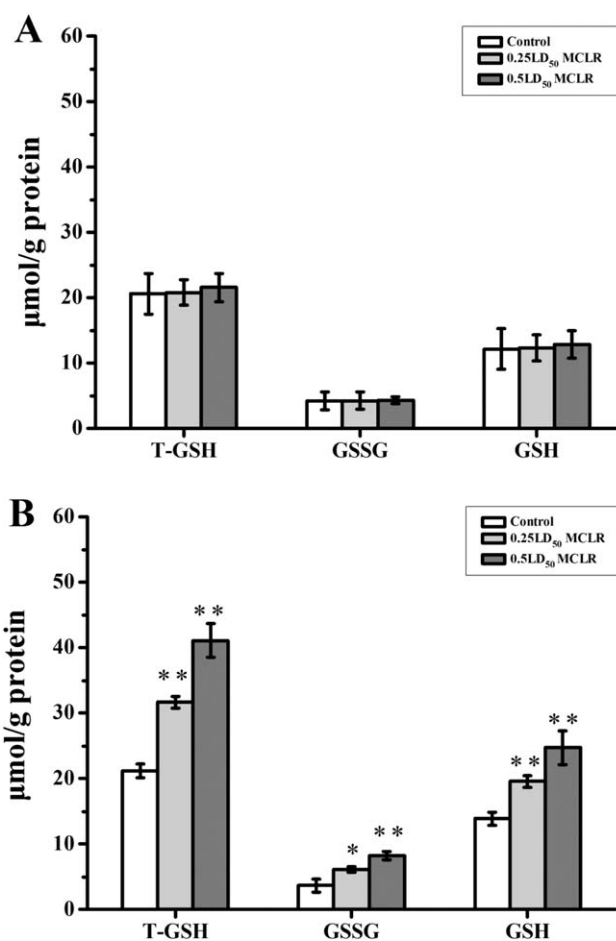 A
Control
0.25LD₅₀ MCLR
0.5LD₅₀ MCLR
60
50
40
30
20
10
0
μmol/g protein
T-GSH GSSG GSH
B
Control
0.25LD₅₀ MCLR
0.5LD₅₀ MCLR
60
50
40
30
20
10
0
μmol/g protein
**
**
*
**
**
**
T-GSH GSSG GSH